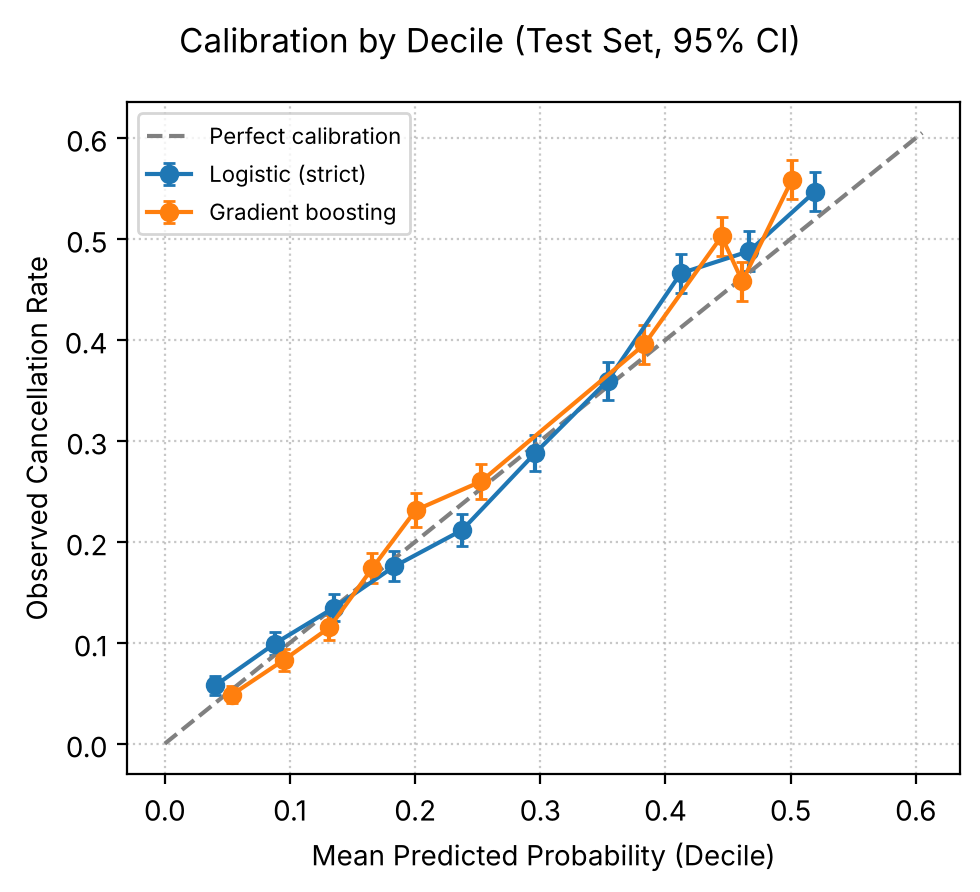 Calibration by Decile (Test Set, 95% CI)
Perfect calibration
Logistic (strict)
Gradient boosting
Observed Cancellation Rate
0.6
0.5
0.4
0.3
0.2
0.1
0.0
0.0 0.1 0.2 0.3 0.4 0.5 0.6
Mean Predicted Probability (Decile)